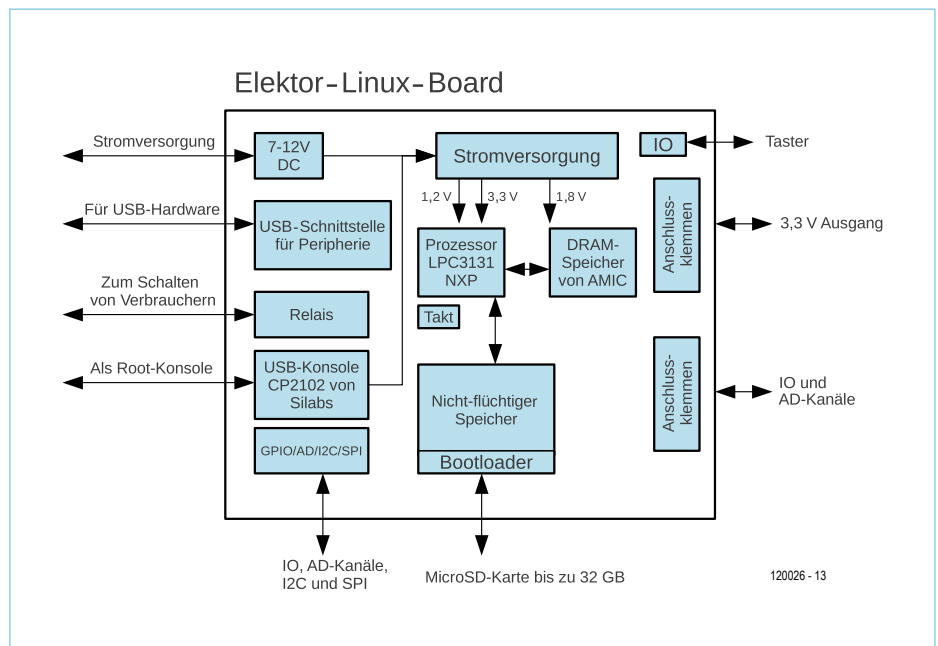 Elektor-Linux-Board
Stromversorgung
7-12V
DC
Stromversorgung
IO
Taster
1,2 V
3,3 V
1,8 V
Für USB-Hardware
USB-Schnittstelle
für Peripherie
Prozessor
LPC3131
NXP
DRAM-
Speicher
von AMIC
Anschluss-
klemmen
3,3 V Ausgang
Zum Schalten
von Verbrauchern
Relais
Takt
Als Root-Konsole
USB-Konsole
CP2102 von
Silabs
Nicht-flüchtiger
Speicher
Bootloader
Anschluss-
klemmen
IO und
AD-Kanäle
GPIO/AD/I2C/SPI
IO, AD-Kanäle,
I2C und SPI
MicroSD-Karte bis zu 32 GB
120026 - 13